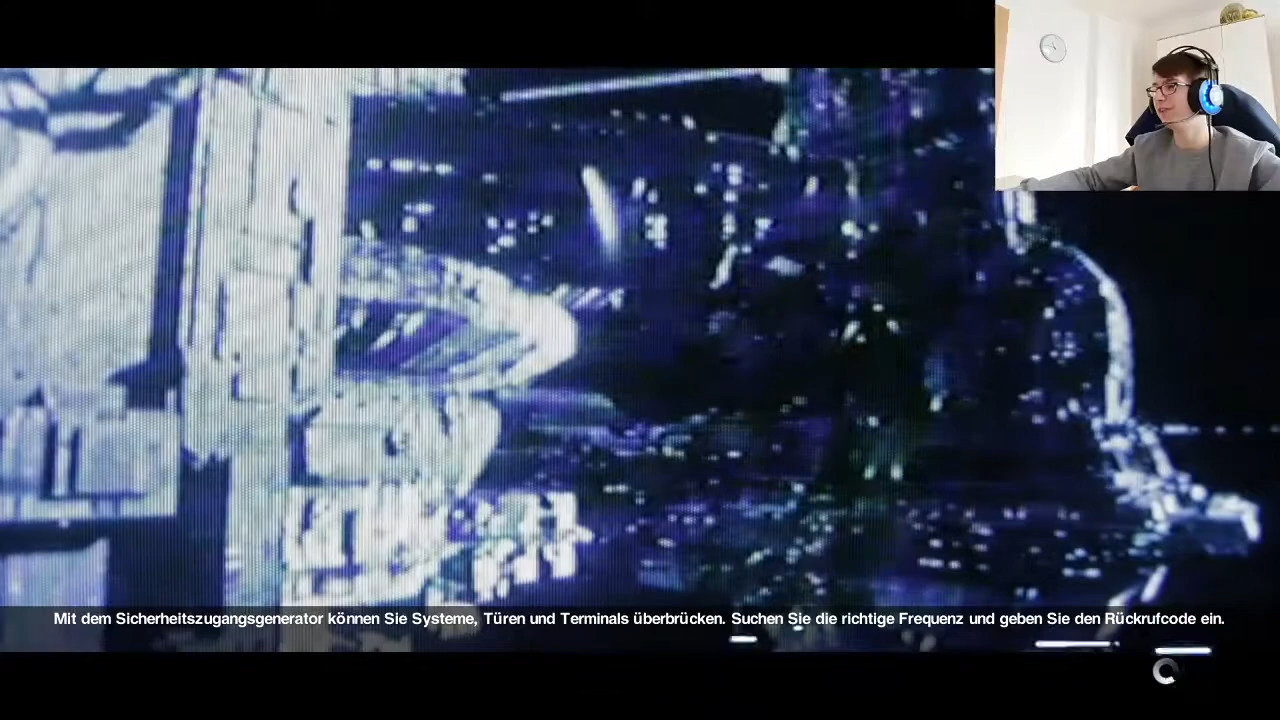 Mit dem Sicherheitszugangsgenerator können Sie Systeme, Türen und Terminals überbrücken. Suchen Sie die richtige Frequenz und geben Sie den Rückrufcode ein.